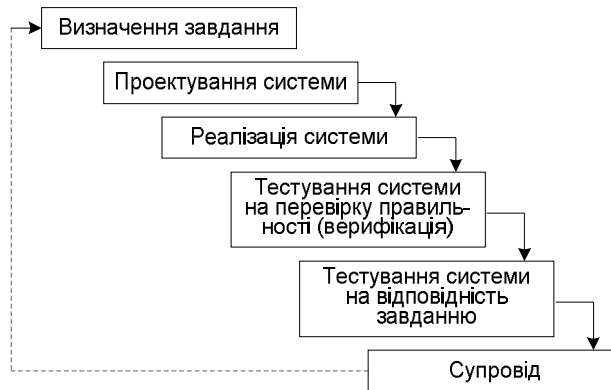 Визначення завдання
Проектування системи
Реалізація системи
Тестування системи
на перевірку правиль-
ності (верифікація)
Тестування системи
на відповідність
завданню
Супровід